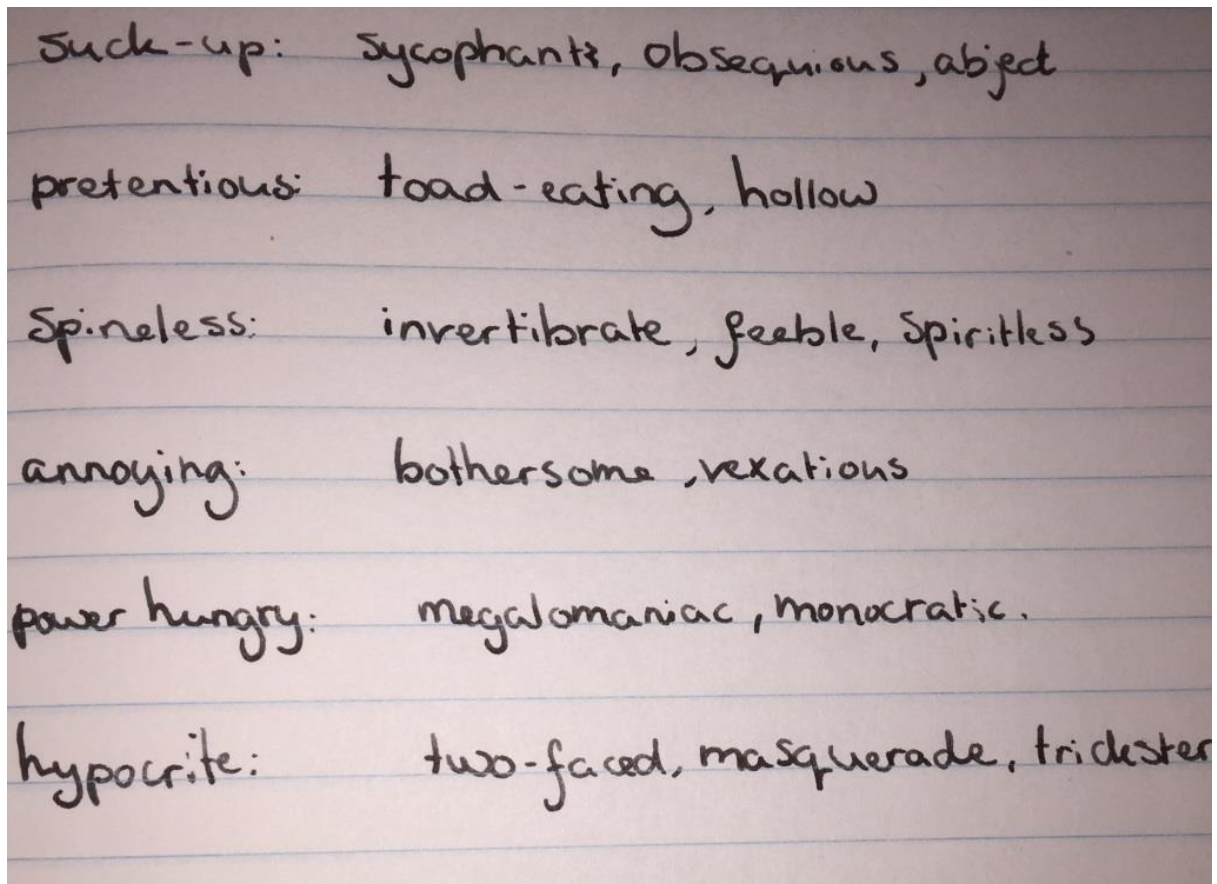 suck-up: sycophants, obsequious, abject
pretentious: toad-eating, hollow
Spineless: invertibrate, feeble, spiritless
annoying: bothersome, vexations
power hungry: megalomaniac, monocratic.
hypocrite: two-faced, masquerade, trickster